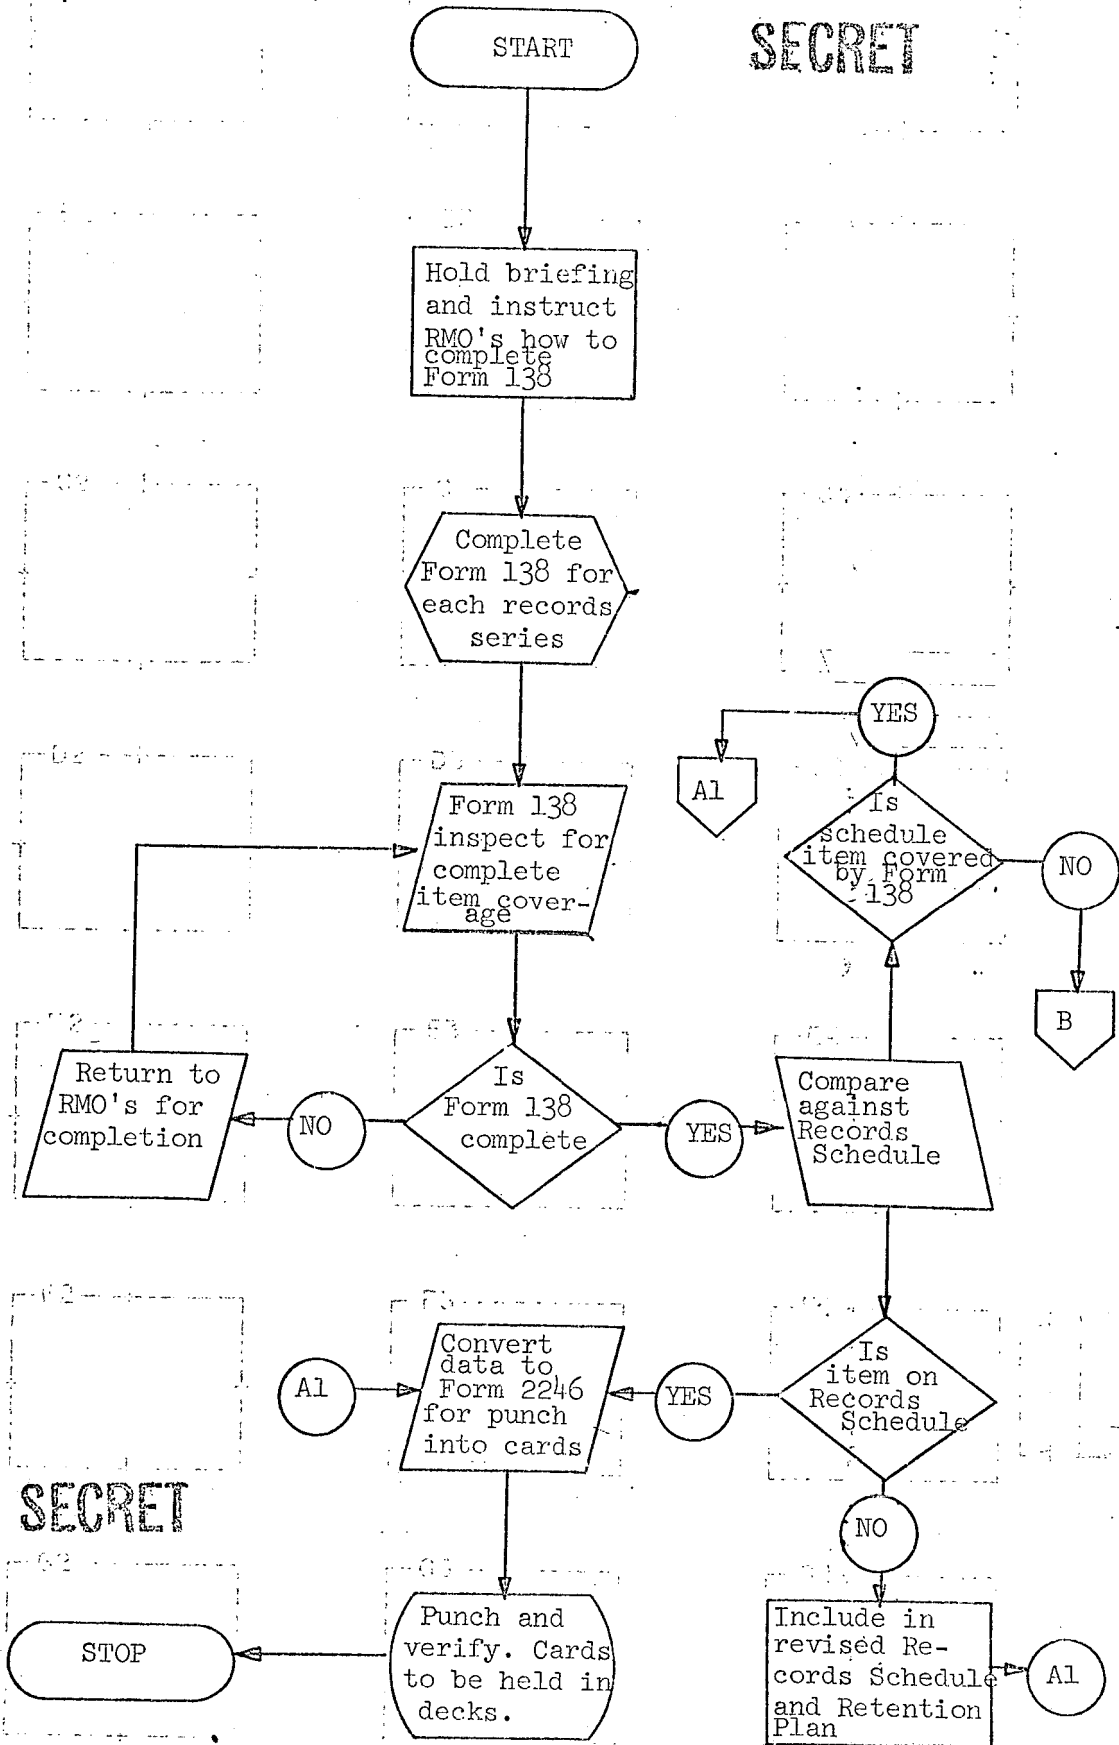 START
SECRET
Hold briefing
and instruct
RMO's how to
complete
Form 138
Complete
Form 138 for
each records
series
YES
A1
Is
schedule
item covered
by Form
138
NO
B
Form 138
inspect for
complete
item cover-
age
Return to
RMO's for
completion
NO
Is
Form 138
complete
YES
Compare
against
Records
Schedule
A1
Convert
data to
Form 2246
for punch
into cards
YES
Is
item on
Records
Schedule
SECRET
NO
STOP
Punch and
verify. Cards
to be held in
decks.
Include in
revised Re-
cords Schedule
and Retention
Plan
A1